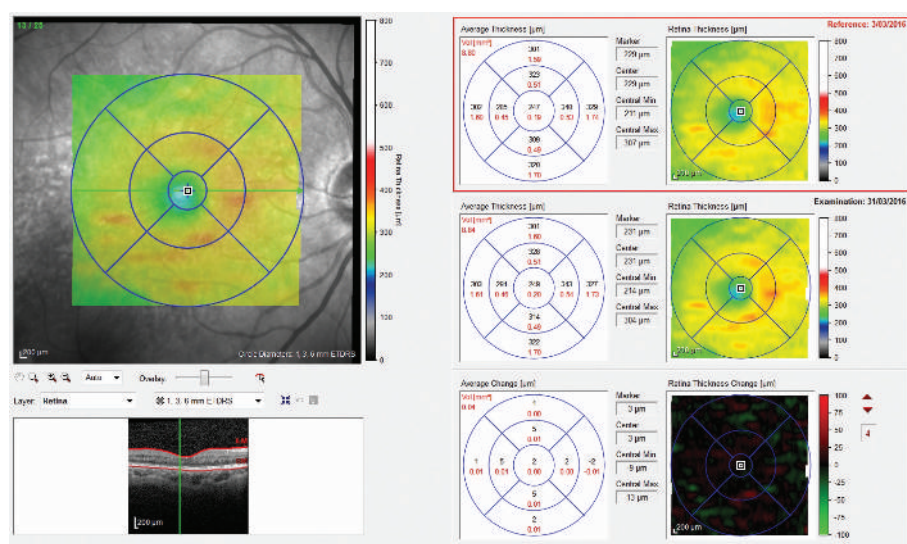 13 / 25
800
700
600
500
400
300
200
100
0
Retina Thickness [µm]
200 µm
Circle Diameters: 1, 3, 6 mm ETDRS
Auto
Overlay:
Layer: Retina
1, 3, 6 mm ETDRS
200 µm
Reference: 3/03/2016
Average Thickness [µm]
Vol [mm³]
8.80
301
1.59
323
0.51
302 285 247 340 329
1.60 0.45 0.19 0.53 1.74
309
0.49
320
1.70
Marker
229 µm
Center
229 µm
Central Min
211 µm
Central Max
307 µm
Retina Thickness [µm]
200 µm
800
700
600
500
400
300
200
100
0
Examination: 31/03/2016
Average Thickness [µm]
Vol [mm³]
8.84
301
1.60
328
0.51
303 291 249 343 327
1.61 0.46 0.20 0.54 1.73
314
0.49
322
1.70
Marker
231 µm
Center
231 µm
Central Min
214 µm
Central Max
304 µm
Retina Thickness [µm]
200 µm
800
700
600
500
400
300
200
100
0
Average Change [µm]
Vol [mm³]
0.04
1
0.00
5
0.01
1 5 2 2 -2
0.01 0.01 0.00 0.00 -0.01
5
0.01
2
0.01
Marker
3 µm
Center
3 µm
Central Min
-9 µm
Central Max
13 µm
Retina Thickness Change [µm]
200 µm
100
75
50
25
0
-25
-50
-75
-100
4